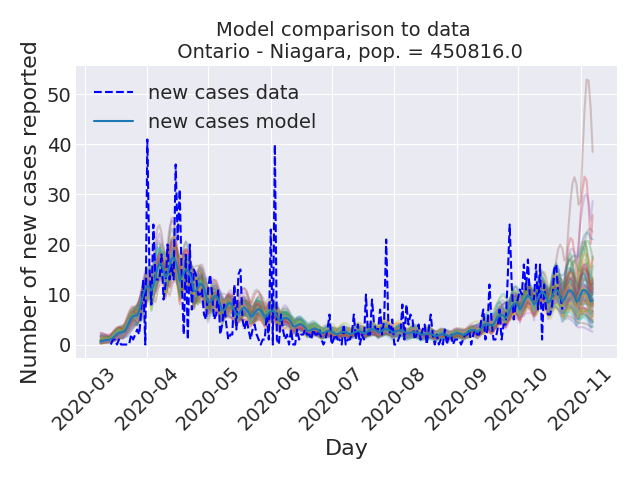 Model comparison to data
Ontario - Niagara, pop. = 450816.0
Number of new cases reported
50
40
30
20
10
0
new cases data
new cases model
2020-03
2020-04
2020-05
2020-06
2020-07
2020-08
2020-09
2020-10
2020-11
Day